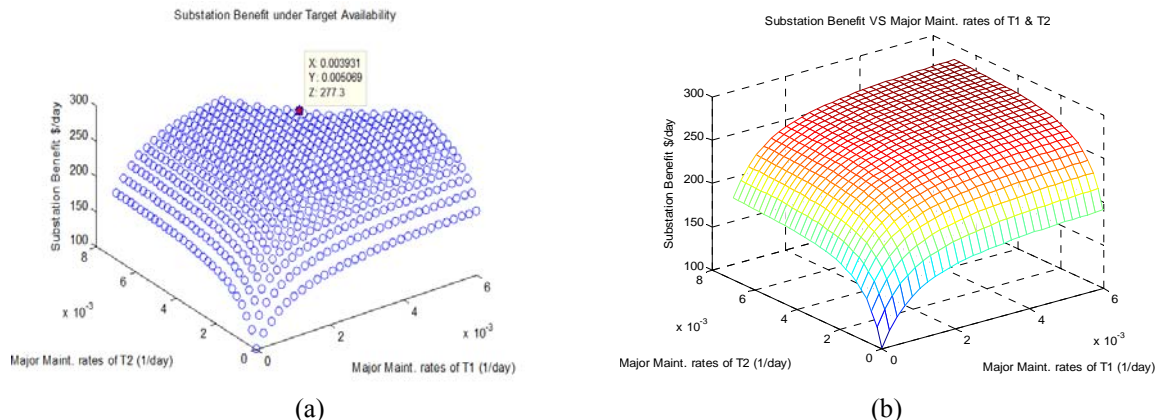 Substation Benefit under Target Availability
X: 0.003931
Y: 0.005069
Z: 277.3
Substation Benefit $/day
300
250
200
150
100
8
6
4
2
0
x 10⁻³
Major Maint. rates of T2 (1/day)
0
2
4
6
x 10⁻³
Major Maint. rates of T1 (1/day)
(a)
Substation Benefit VS Major Maint. rates of T1 & T2
Substation Benefit $/day
300
250
200
150
100
8
6
4
2
0
x 10⁻³
Major Maint. rates of T2 (1/day)
0
2
4
6
x 10⁻³
Major Maint. rates of T1 (1/day)
(b)